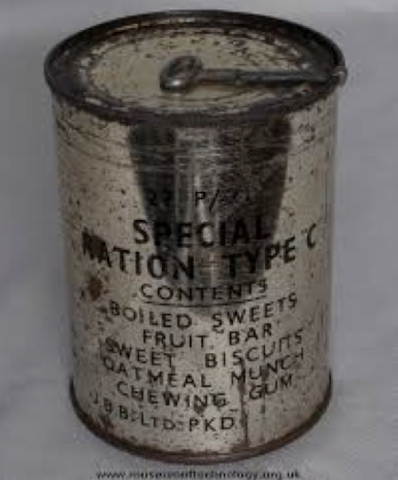 27 P/
SPECIAL
RATION TYPE C
CONTENTS
BOILED SWEETS
FRUIT BAR
SWEET BISCUITS
OATMEAL MUNCH
CHEWING GUM
J.B.B. LTD. PKD.
www.museumoftechnology.org.uk